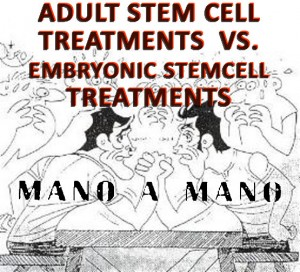 ADULT STEM CELL
TREATMENTS VS.
EMBRYONIC STEMCELL
TREATMENTS
MANO A MANO